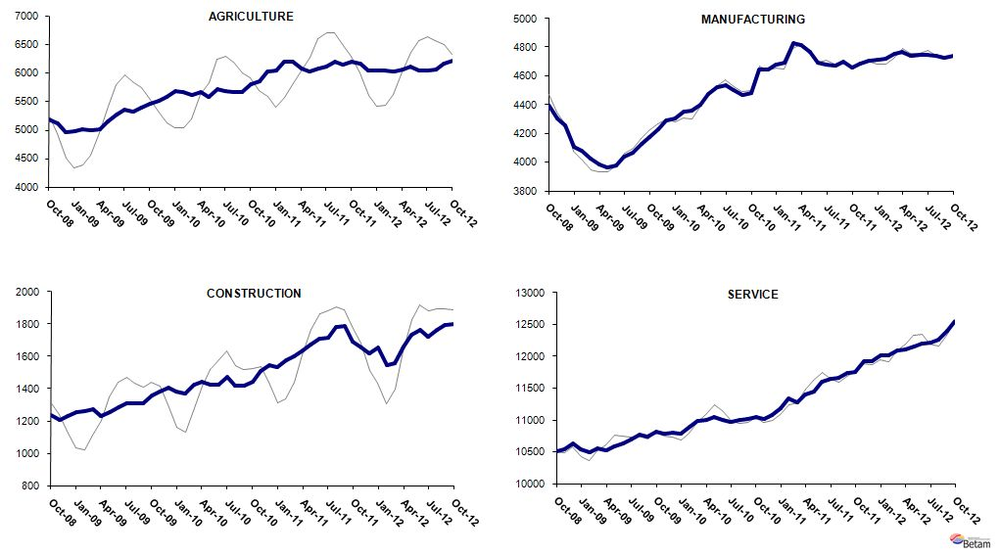 AGRICULTURE
7000
6500
6000
5500
5000
4500
4000
Oct-08
Jan-09
Apr-09
Jul-09
Oct-09
Jan-10
Apr-10
Jul-10
Oct-10
Jan-11
Apr-11
Jul-11
Oct-11
Jan-12
Apr-12
Jul-12
Oct-12
MANUFACTURING
5000
4800
4600
4400
4200
4000
3800
Oct-08
Jan-09
Apr-09
Jul-09
Oct-09
Jan-10
Apr-10
Jul-10
Oct-10
Jan-11
Apr-11
Jul-11
Oct-11
Jan-12
Apr-12
Jul-12
Oct-12
CONSTRUCTION
2000
1800
1600
1400
1200
1000
800
Oct-08
Jan-09
Apr-09
Jul-09
Oct-09
Jan-10
Apr-10
Jul-10
Oct-10
Jan-11
Apr-11
Jul-11
Oct-11
Jan-12
Apr-12
Jul-12
Oct-12
SERVICE
13000
12500
12000
11500
11000
10500
10000
Oct-08
Jan-09
Apr-09
Jul-09
Oct-09
Jan-10
Apr-10
Jul-10
Oct-10
Jan-11
Apr-11
Jul-11
Oct-11
Jan-12
Apr-12
Jul-12
Oct-12
Betam